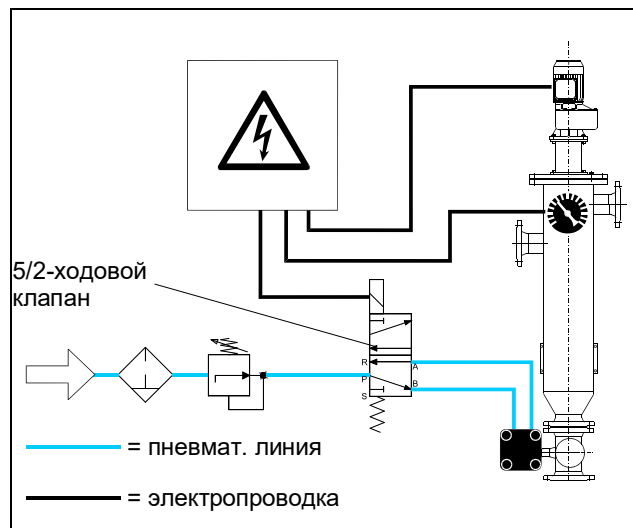 5/2-ходовой
клапан
R
A
P
B
S
= пневмат. линия
= электропроводка